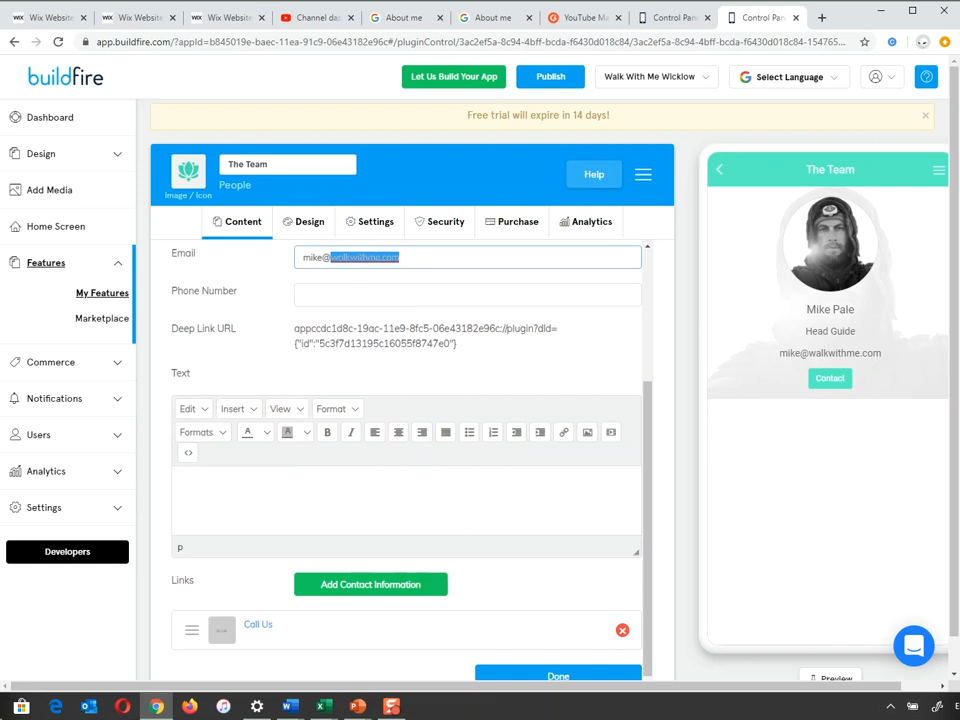 Wix Website
Wix Website
Wix Website
Channel das
About me
About me
YouTube Ma
Control Pan
Control Pan
app.buildfire.com/?appId=b845019e-baec-11ea-91c9-06e43182e96c#/pluginControl/3ac2ef5a-8c94-4bff-bcda-f6430d018c84/3ac2ef5a-8c94-4bff-bcda-f6430d018c84-154765...
buildfire
Let Us Build Your App
Publish
Walk With Me Wicklow
Select Language
Free trial will expire in 14 days!
Dashboard
Design
Add Media
Home Screen
Features
My Features
Marketplace
Commerce
Notifications
Users
Analytics
Settings
Developers
The Team
People
Image / Icon
Help
Content
Design
Settings
Security
Purchase
Analytics
Email
mike@walkwithme.com
Phone Number
Deep Link URL
appccdc1d8c-19ac-11e9-8fc5-06e43182e96c://plugin?dld=
{"id":"5c3f7d13195c16055f8747e0"}
Text
Edit
Insert
View
Format
Formats
A
A
B
I
<>
p
Links
Add Contact Information
Call Us
Done
The Team
Mike Pale
Head Guide
mike@walkwithme.com
Contact
Preview